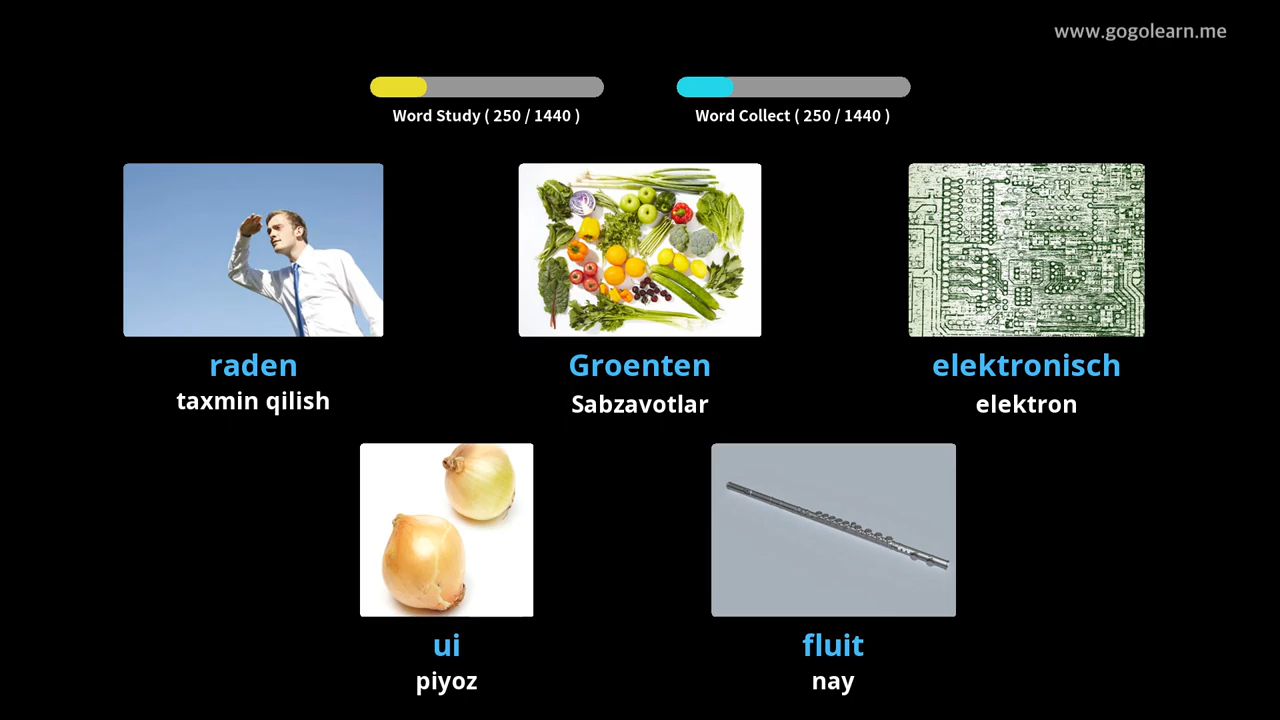 www.gogolearn.me
Word Study ( 250 / 1440 )
Word Collect ( 250 / 1440 )
raden
taxmin qilish
Groenten
Sabzavotlar
elektronisch
elektron
ui
piyoz
fluit
nay